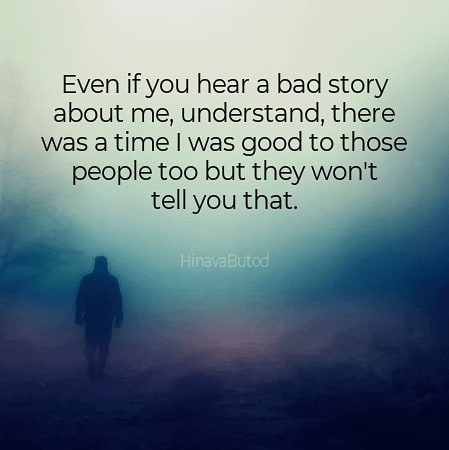 Even if you hear a bad story
about me, understand, there
was a time I was good to those
people too but they won't
tell you that.
HinavaButod